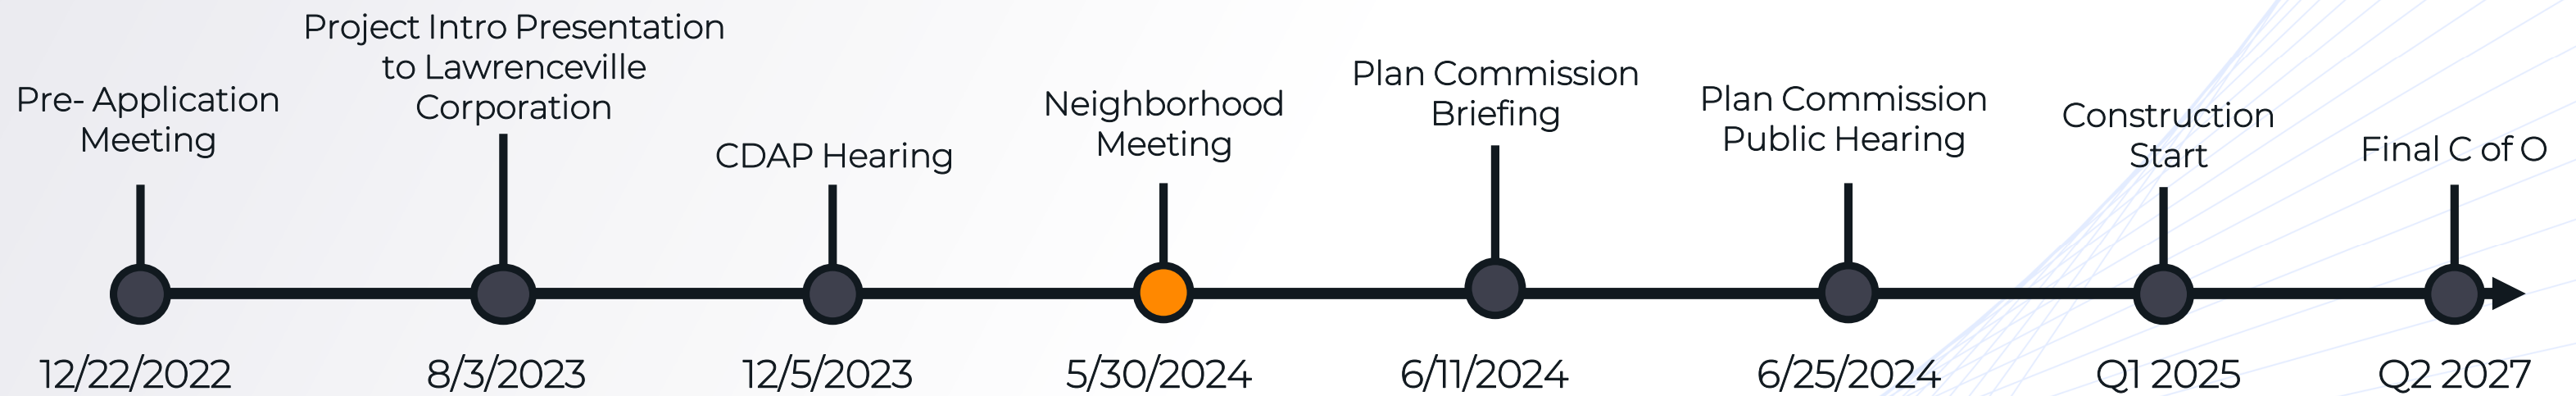 Pre- Application
Meeting
Project Intro Presentation
to Lawrenceville
Corporation
CDAP Hearing
Neighborhood
Meeting
Plan Commission
Briefing
Plan Commission
Public Hearing
Construction
Start
Final C of O
12/22/2022
8/3/2023
12/5/2023
5/30/2024
6/11/2024
6/25/2024
Q1 2025
Q2 2027